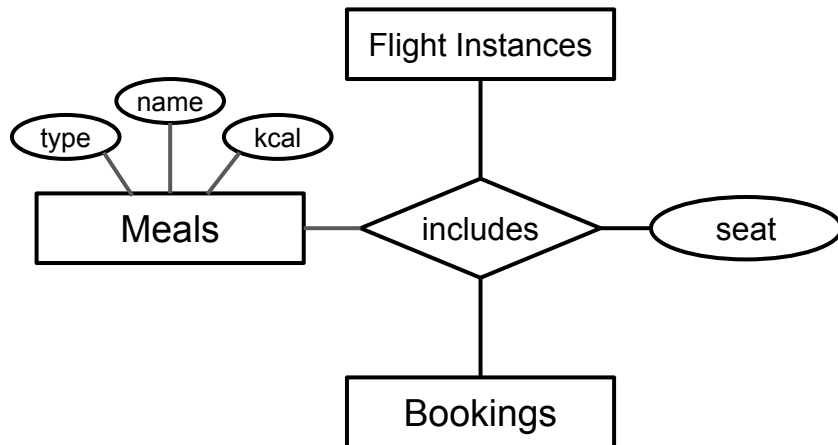 Flight Instances
name
type
kcal
Meals
includes
seat
Bookings